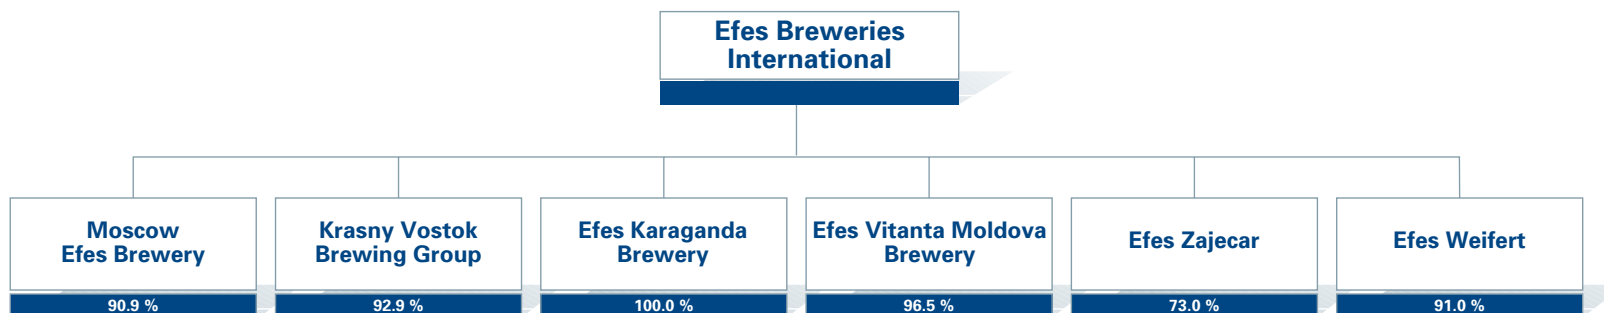 Efes Breweries
International
Moscow
Efes Brewery
90.9 %
Krasny Vostok
Brewing Group
92.9 %
Efes Karaganda
Brewery
100.0 %
Efes Vitanta Moldova
Brewery
96.5 %
Efes Zajecar
73.0 %
Efes Weifert
91.0 %